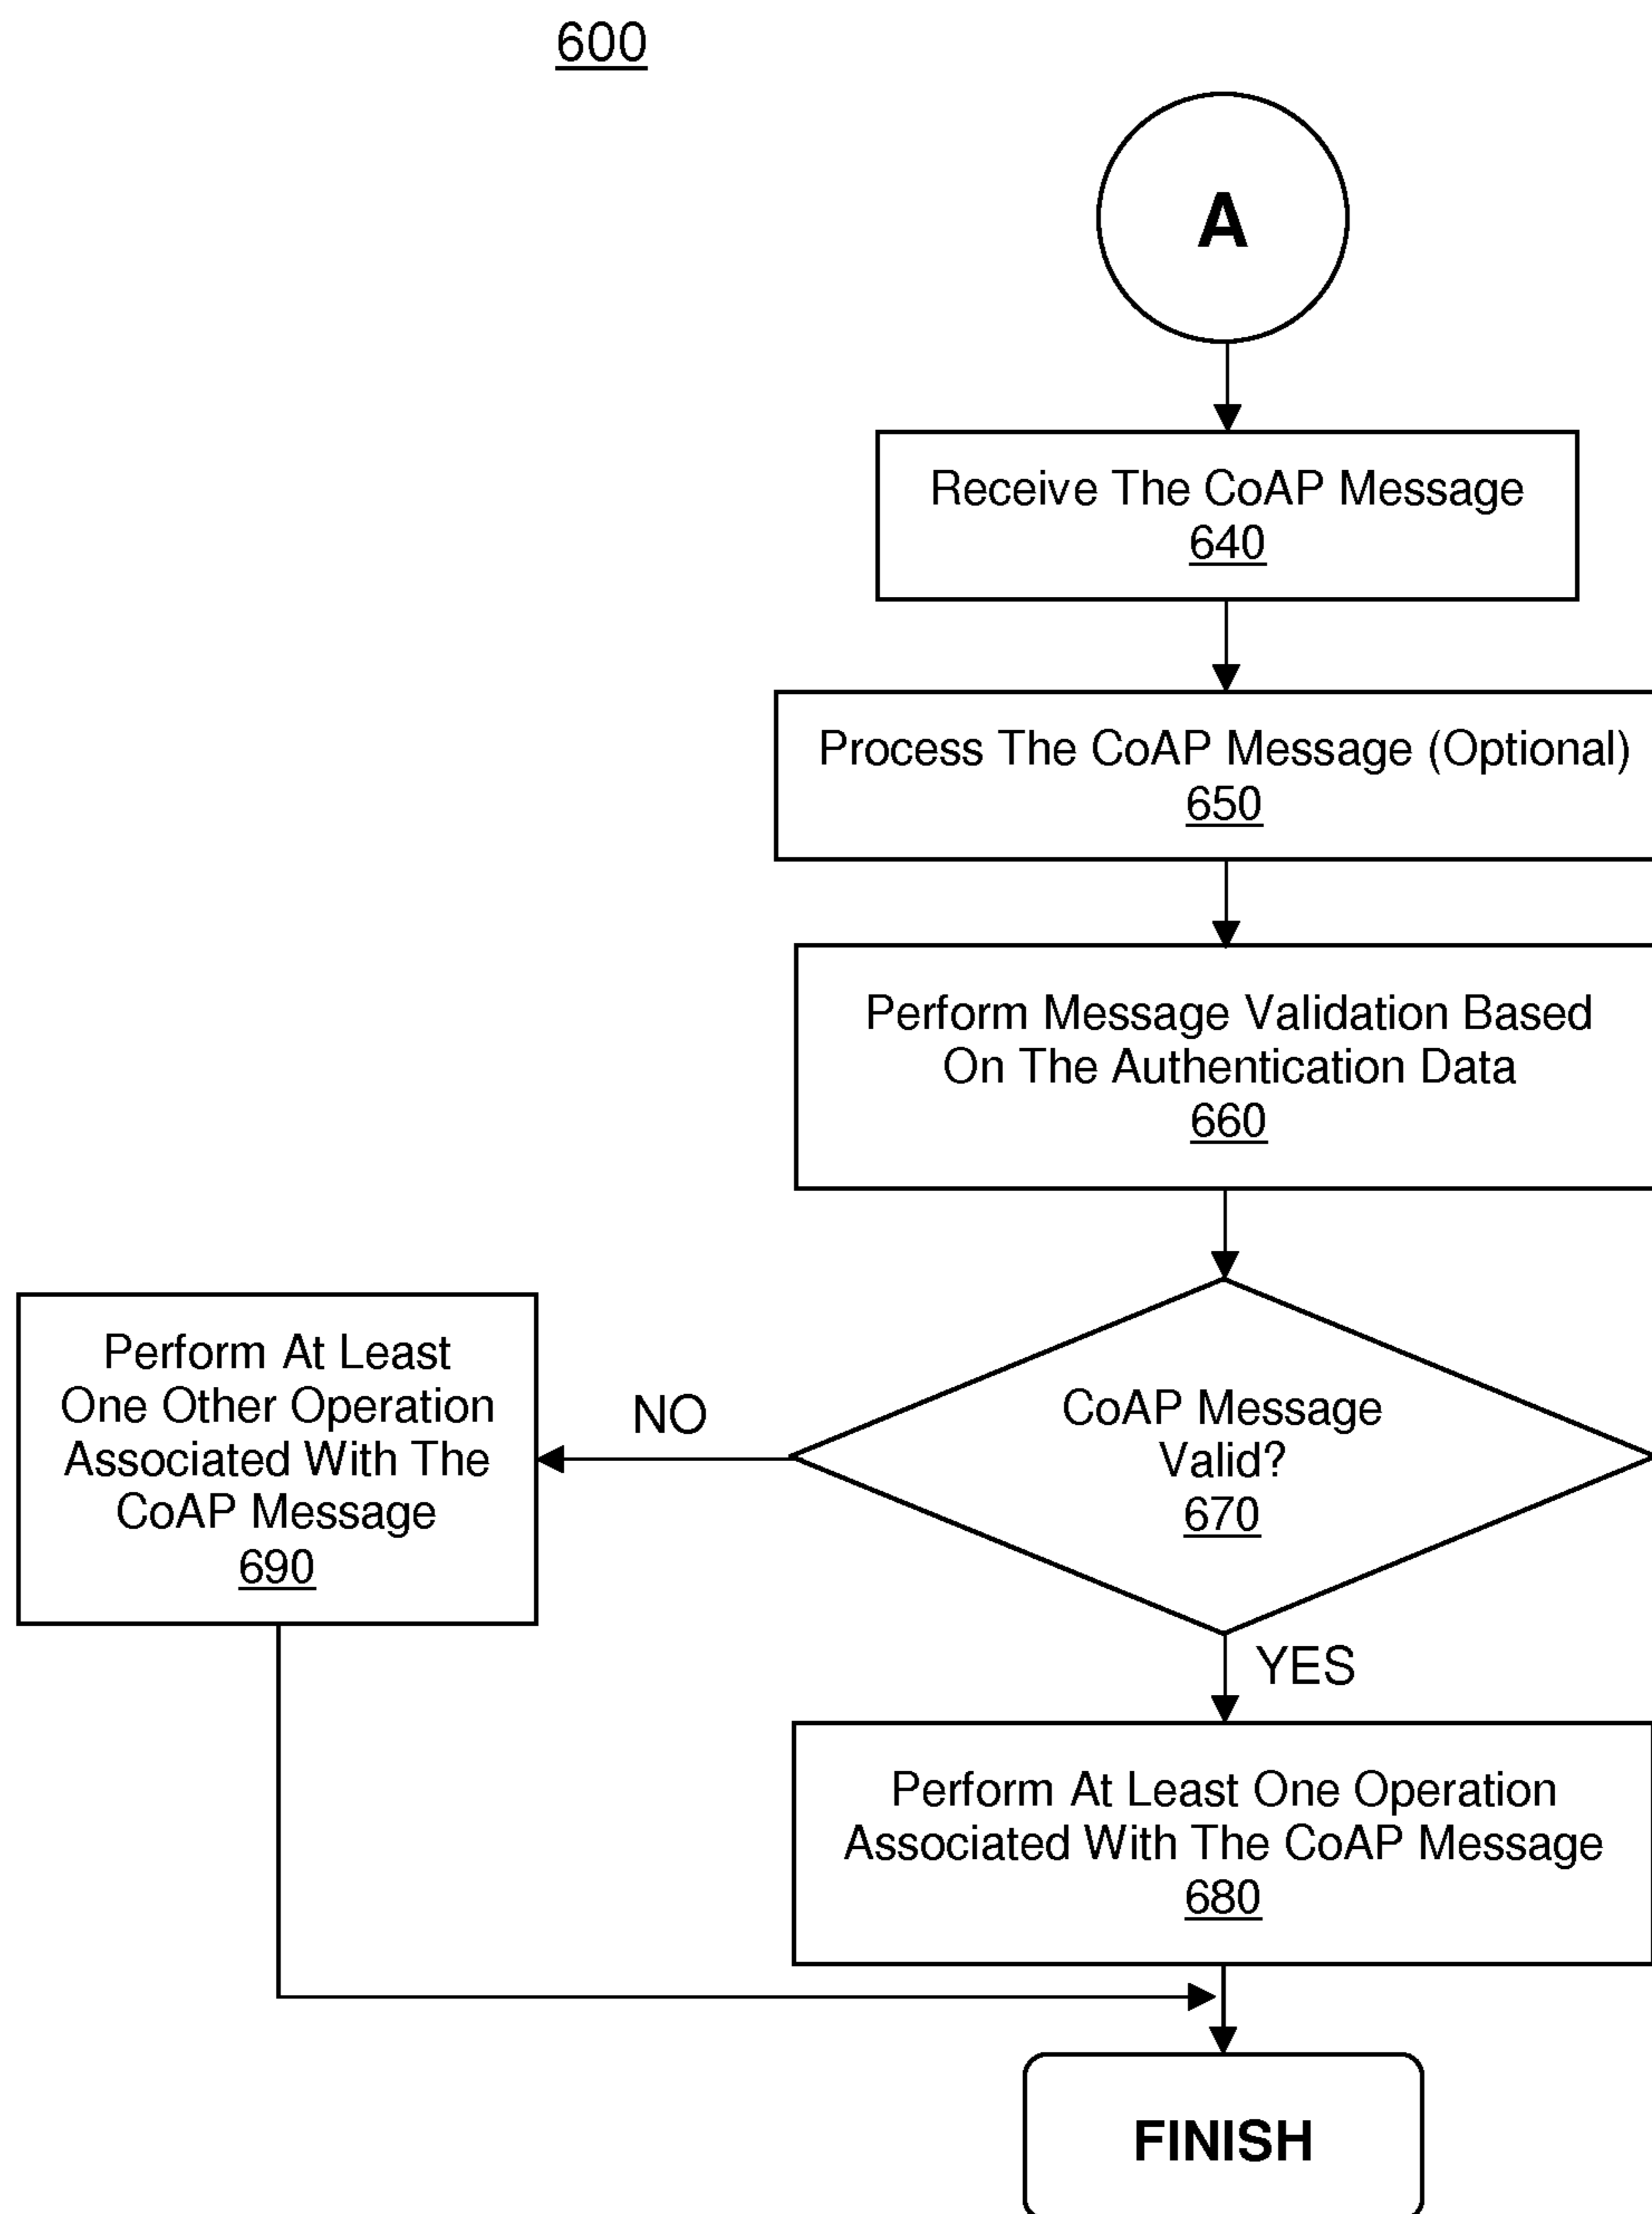 600
A
Receive The CoAP Message
640
Process The CoAP Message (Optional)
650
Perform Message Validation Based
On The Authentication Data
660
CoAP Message
Valid?
670
NO
Perform At Least
One Other Operation
Associated With The
CoAP Message
690
YES
Perform At Least One Operation
Associated With The CoAP Message
680
FINISH